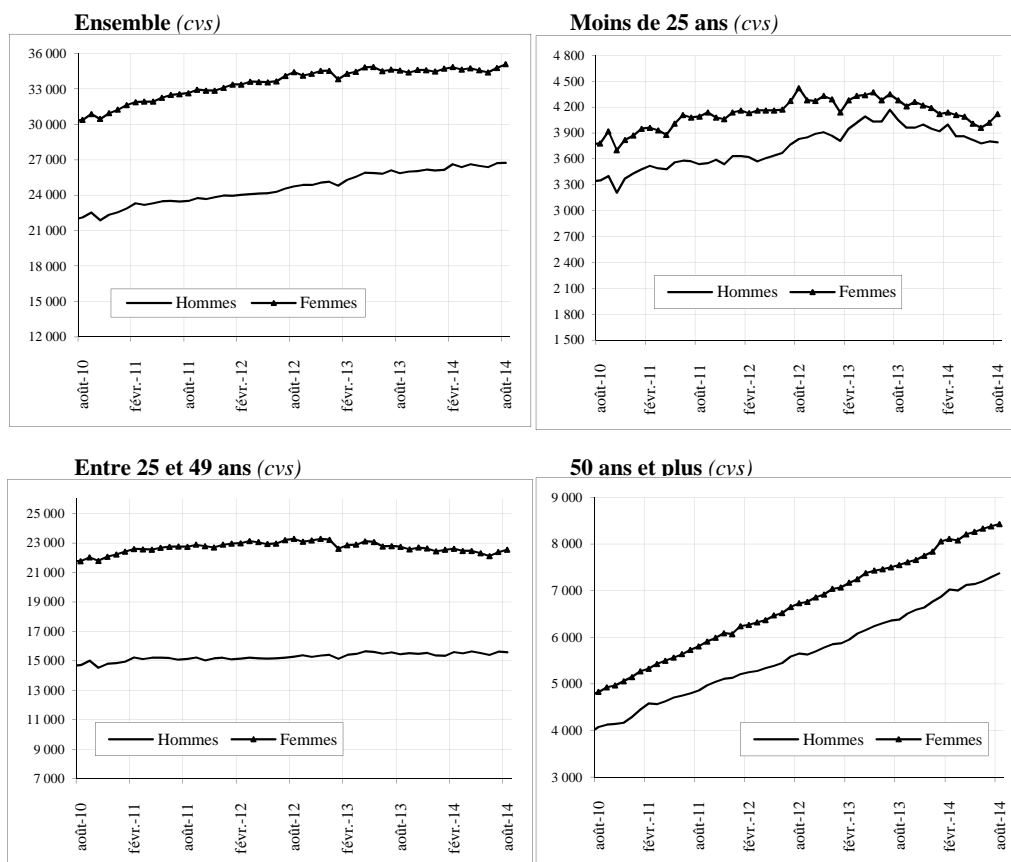 Ensemble (cvs)
36 000
33 000
30 000
27 000
24 000
21 000
18 000
15 000
12 000
Hommes Femmes
août-10
févr.-11
août-11
févr.-12
août-12
févr.-13
août-13
févr.-14
août-14
Moins de 25 ans (cvs)
4 800
4 500
4 200
3 900
3 600
3 300
3 000
2 700
2 400
2 100
1 800
1 500
Hommes Femmes
août-10
févr.-11
août-11
févr.-12
août-12
févr.-13
août-13
févr.-14
août-14
Entre 25 et 49 ans (cvs)
25 000
23 000
21 000
19 000
17 000
15 000
13 000
11 000
9 000
7 000
Hommes Femmes
août-10
févr.-11
août-11
févr.-12
août-12
févr.-13
août-13
févr.-14
août-14
50 ans et plus (cvs)
9 000
8 000
7 000
6 000
5 000
4 000
3 000
Hommes Femmes
août-10
févr.-11
août-11
févr.-12
août-12
févr.-13
août-13
févr.-14
août-14